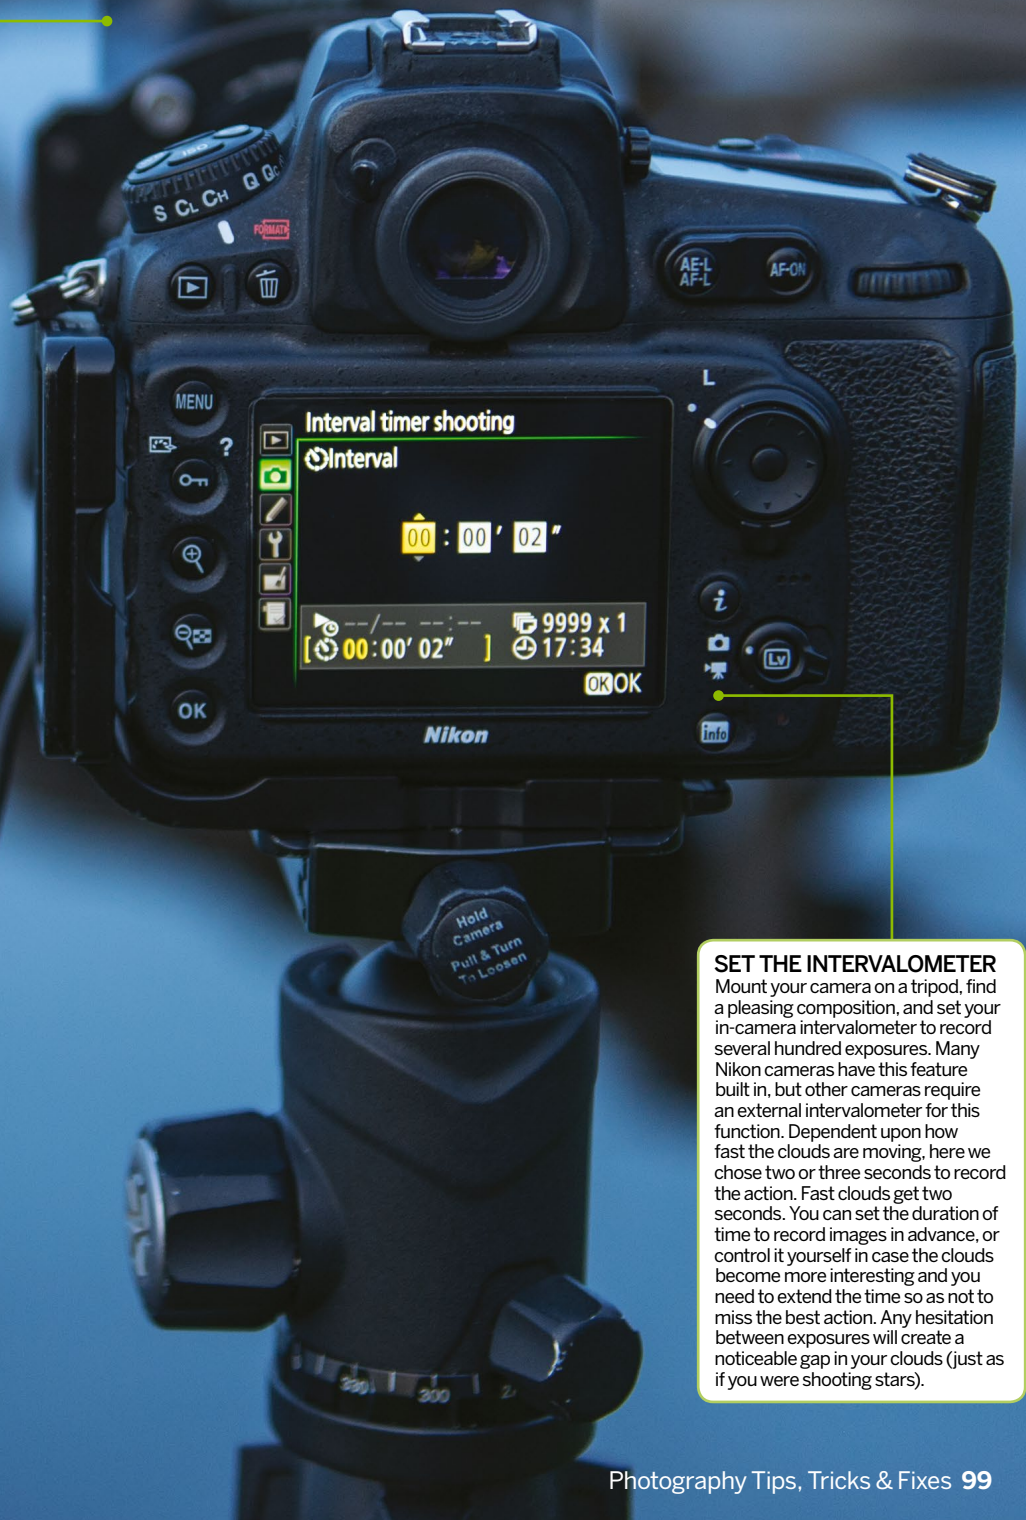 ISO
S CL CH Q Qc
FORMAT
AE-L
AF-L
AF-ON
MENU
?
L
Interval timer shooting
Interval
00 : 00 ' 02 "
--/-- --:-- 9999 x 1
[ 00:00' 02" ] 17:34
OK OK
i
Lv
OK
info
Nikon
Hold
Camera
Pull & Turn
To Loosen
330 300
SET THE INTERVALOMETER
Mount your camera on a tripod, find
a pleasing composition, and set your
in-camera intervalometer to record
several hundred exposures. Many
Nikon cameras have this feature
built in, but other cameras require
an external intervalometer for this
function. Dependent upon how
fast the clouds are moving, here we
chose two or three seconds to record
the action. Fast clouds get two
seconds. You can set the duration of
time to record images in advance, or
control it yourself in case the clouds
become more interesting and you
need to extend the time so as not to
miss the best action. Any hesitation
between exposures will create a
noticeable gap in your clouds (just as
if you were shooting stars).
Photography Tips, Tricks & Fixes 99